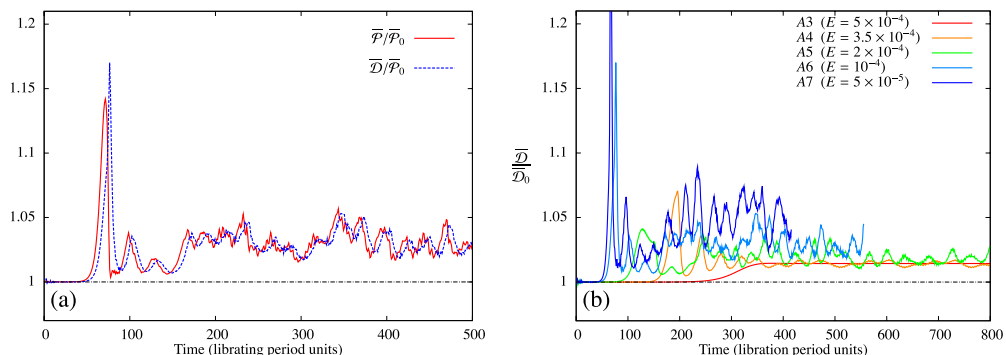 1.2
1.15
1.1
1.05
1
0 100 200 300 400 500
Time (librating period units)
(a)
P̅/P̅₀
D̅/P̅₀
1.2
1.15
1.1
1.05
1
D̅/D̅₀
0 100 200 300 400 500 600 700 800
Time (libration period units)
(b)
A3 (E = 5 × 10⁻⁴)
A4 (E = 3.5 × 10⁻⁴)
A5 (E = 2 × 10⁻⁴)
A6 (E = 10⁻⁴)
A7 (E = 5 × 10⁻⁵)